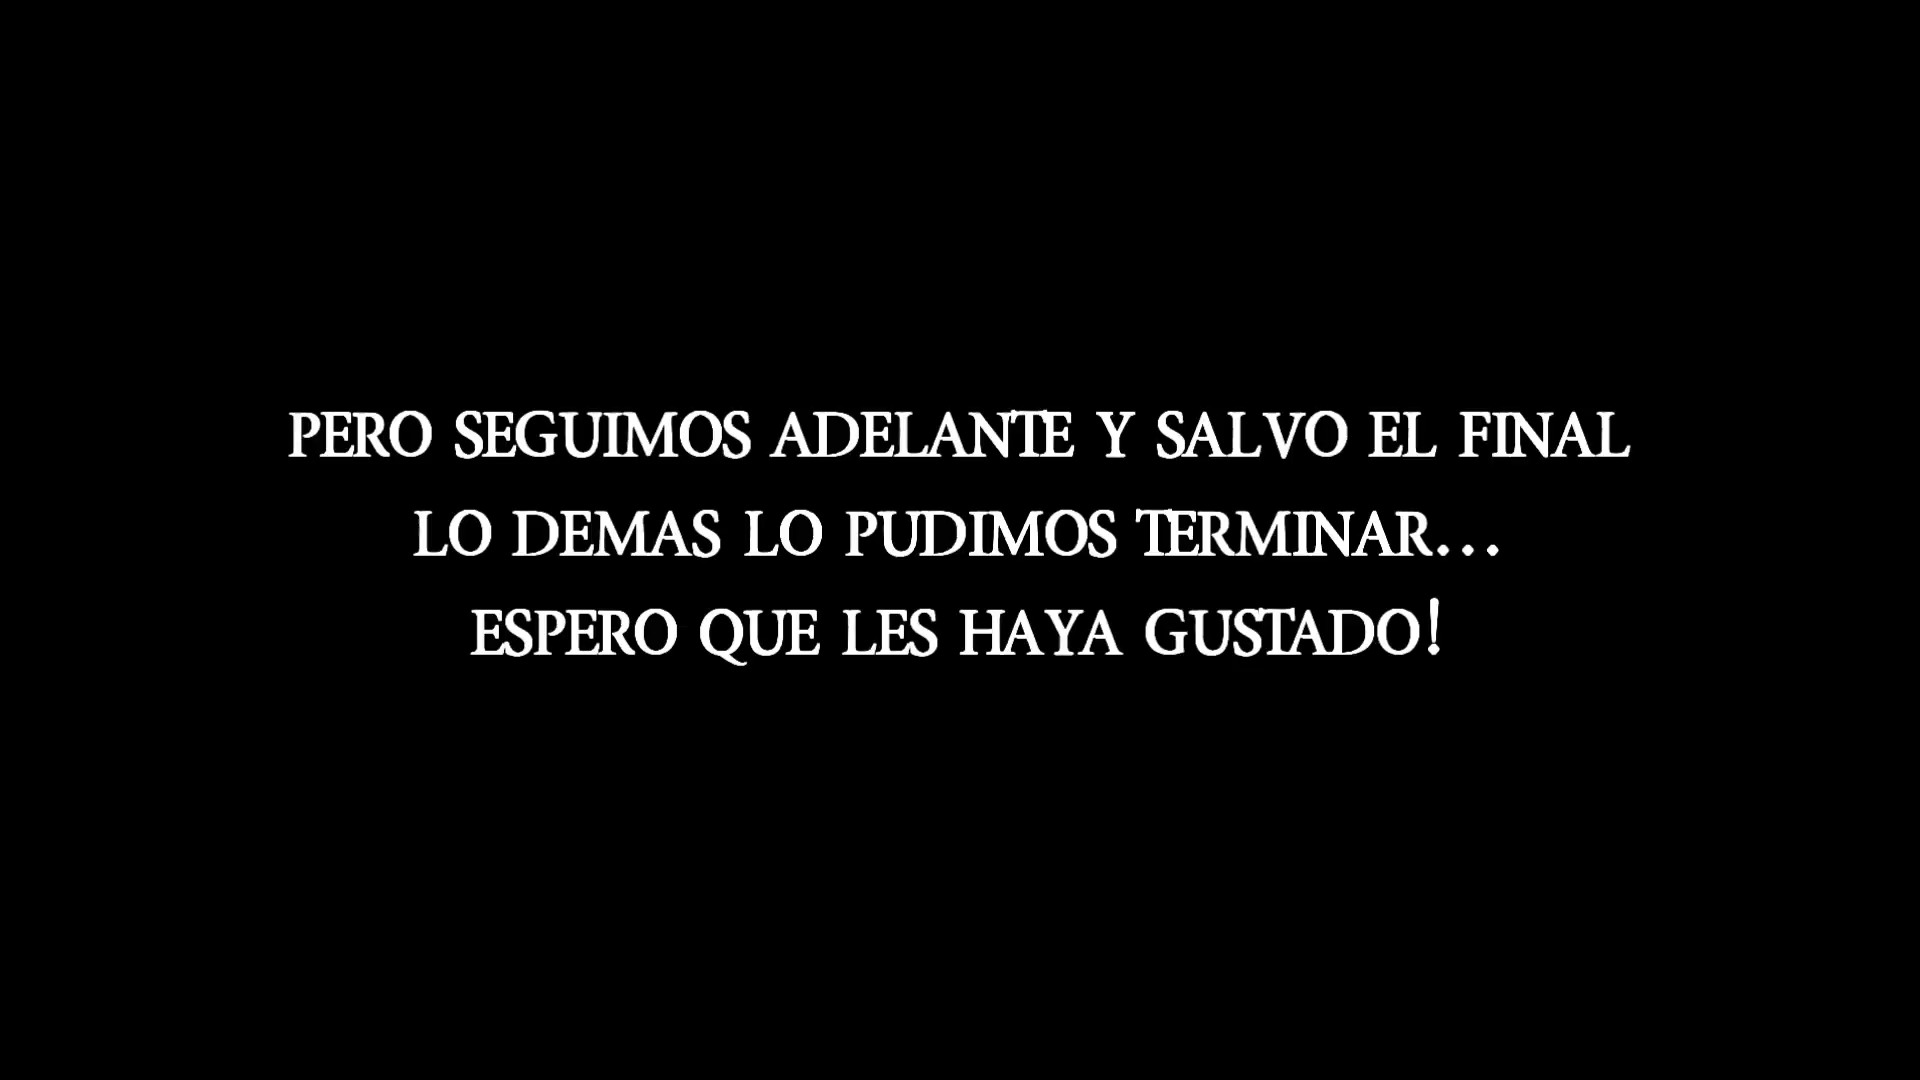 PERO SEGUIMOS ADELANTE Y SALVO EL FINAL
LO DEMAS LO PUDIMOS TERMINAR...
ESPERO QUE LES HAYA GUSTADO!